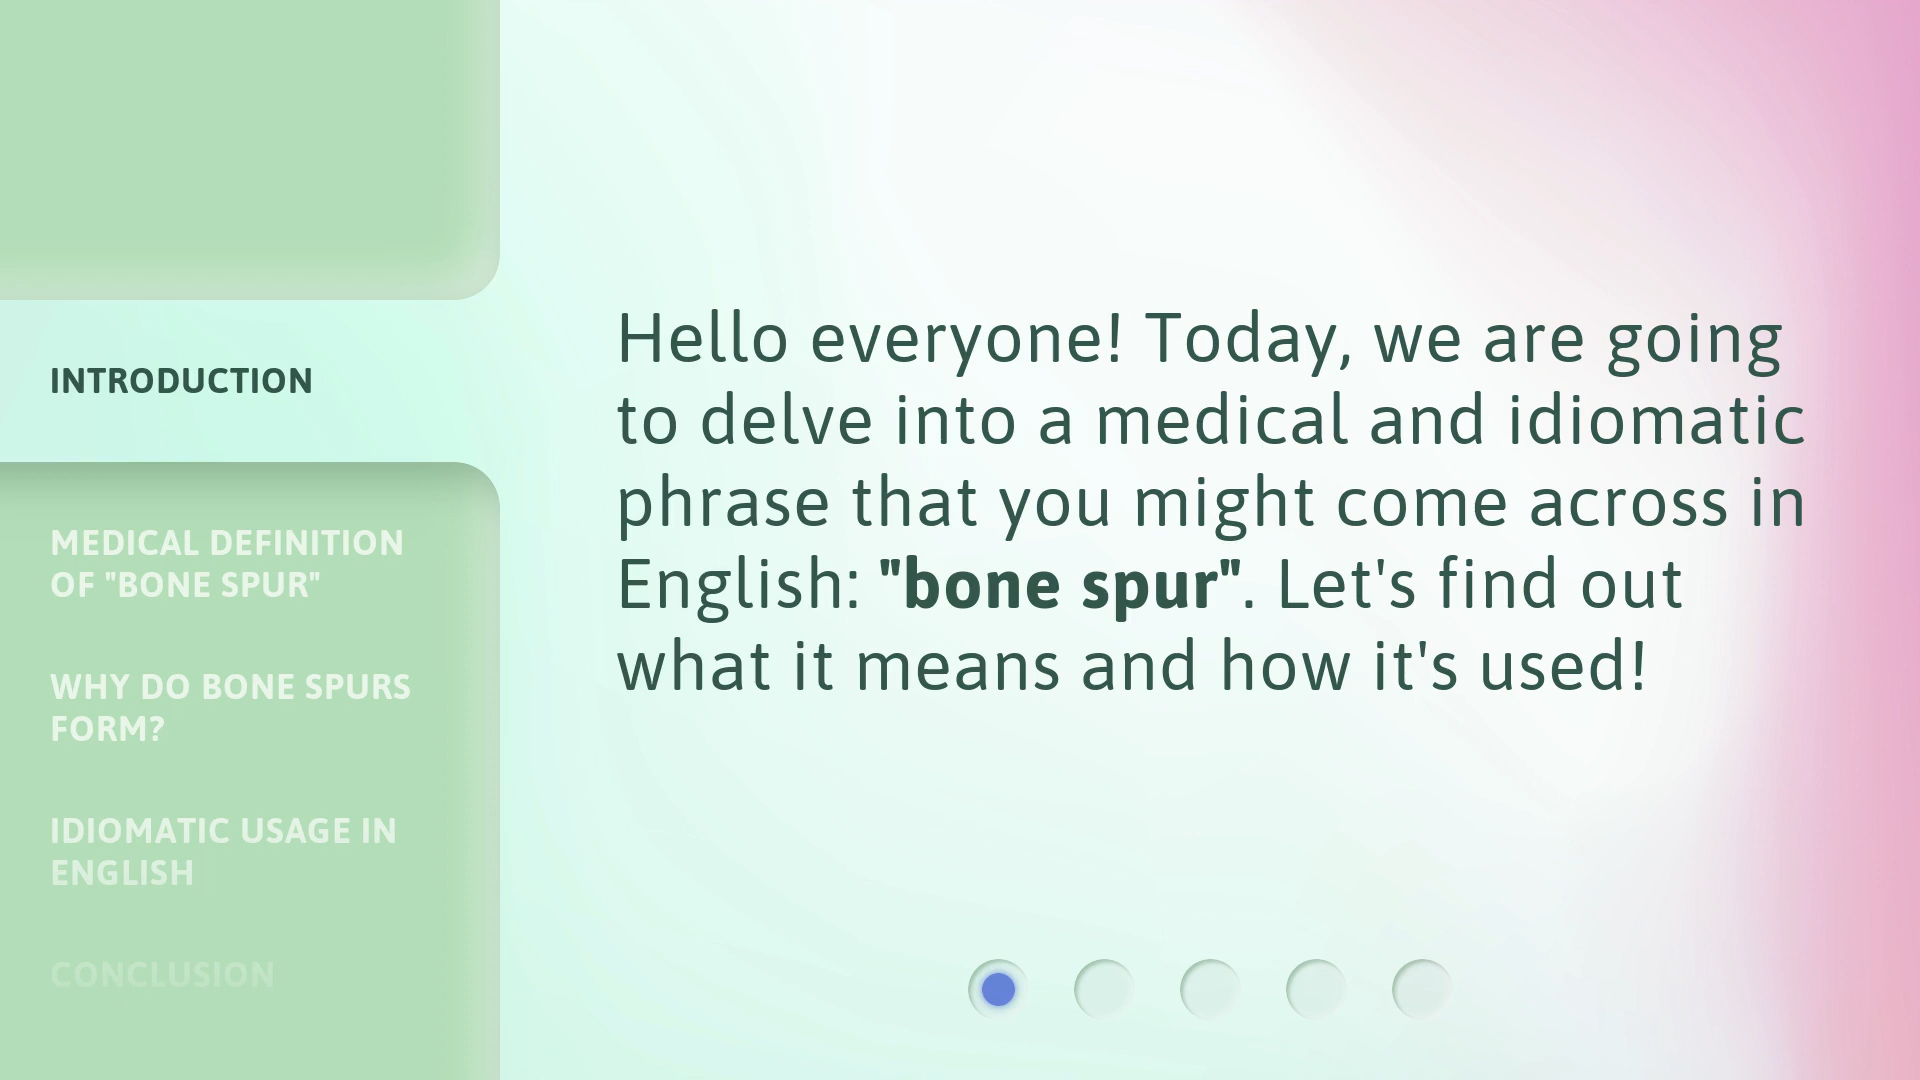 INTRODUCTION
MEDICAL DEFINITION
OF "BONE SPUR"
WHY DO BONE SPURS
FORM?
IDIOMATIC USAGE IN
ENGLISH
CONCLUSION
Hello everyone! Today, we are going
to delve into a medical and idiomatic
phrase that you might come across in
English: "bone spur". Let's find out
what it means and how it's used!